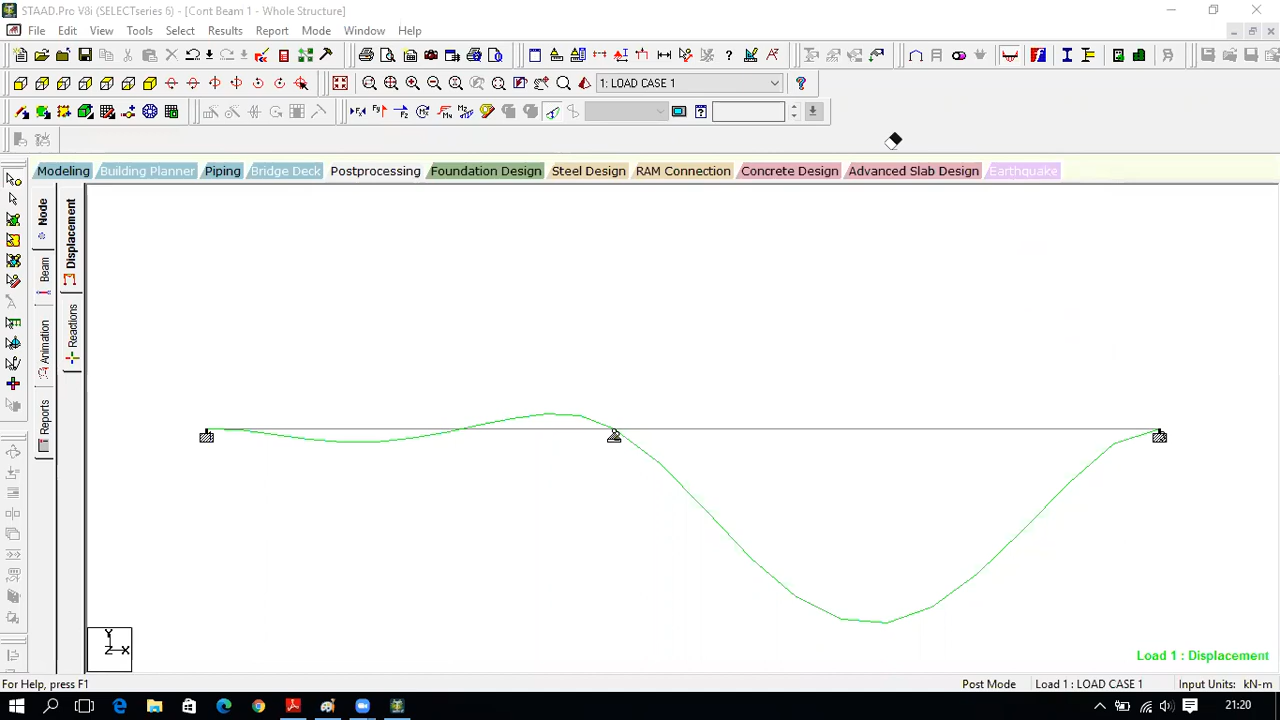 STAAD.Pro V8i (SELECTseries 6) - [Cont Beam 1 - Whole Structure]
File Edit View Tools Select Results Report Mode Window Help
1: LOAD CASE 1
Modeling Building Planner Piping Bridge Deck Postprocessing Foundation Design Steel Design RAM Connection Concrete Design Advanced Slab Design Earthquake
Node
Beam
Animation
Reports
Displacement
Reactions
Y
Z X
Load 1 : Displacement
For Help, press F1
Post Mode
Load 1 : LOAD CASE 1
Input Units: kN-m
21:20